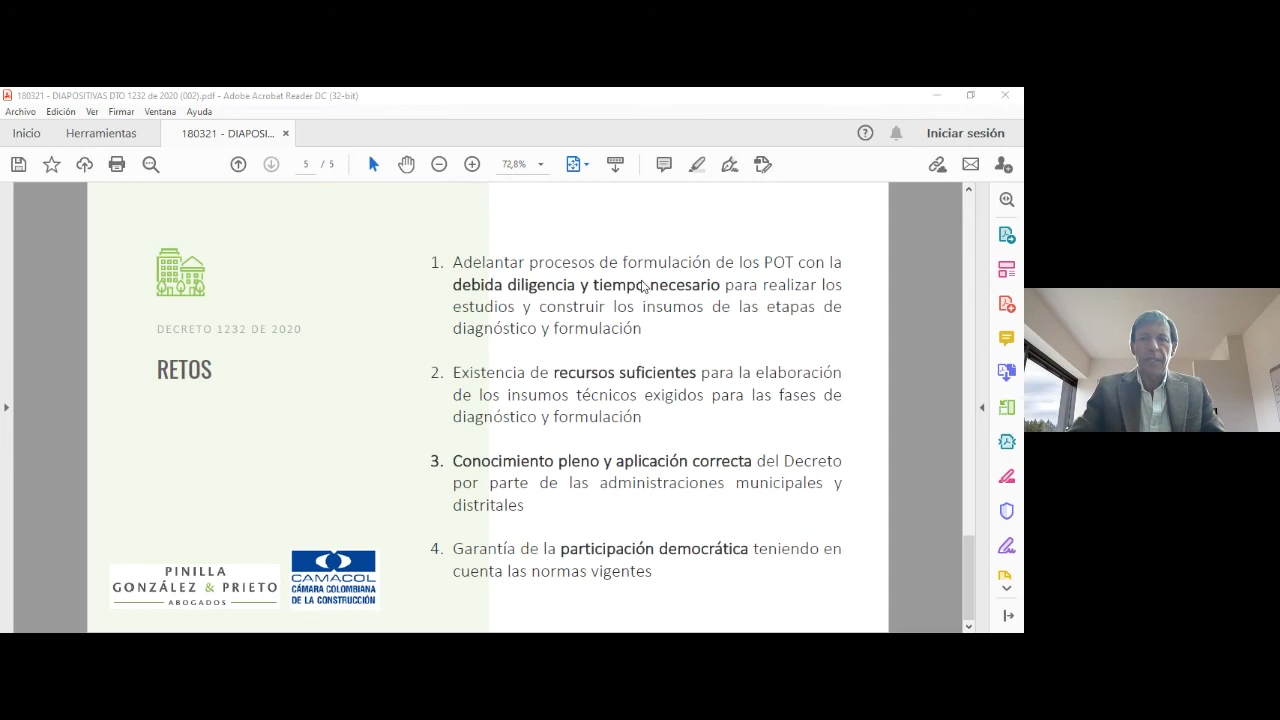 180321 - DIAPOSITIVAS DTO 1232 de 2020 (002).pdf - Adobe Acrobat Reader DC (32-bit)
Archivo Edición Ver Firmar Ventana Ayuda
Inicio Herramientas 180321 - DIAPOSI... × Iniciar sesión
5 / 5 72,8%
DECRETO 1232 DE 2020
RETOS
1. Adelantar procesos de formulación de los POT con la
debida diligencia y tiempo necesario para realizar los
estudios y construir los insumos de las etapas de
diagnóstico y formulación
2. Existencia de recursos suficientes para la elaboración
de los insumos técnicos exigidos para las fases de
diagnóstico y formulación
3. Conocimiento pleno y aplicación correcta del Decreto
por parte de las administraciones municipales y
distritales
4. Garantía de la participación democrática teniendo en
cuenta las normas vigentes
PINILLA
GONZÁLEZ & PRIETO
ABOGADOS
CAMACOL
CÁMARA COLOMBIANA
DE LA CONSTRUCCIÓN